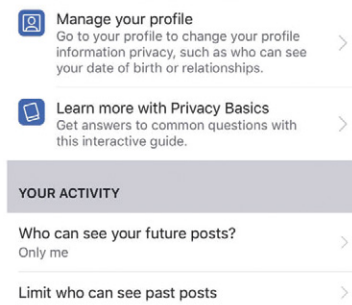 Manage your profile
Go to your profile to change your profile
information privacy, such as who can see
your date of birth or relationships.
Learn more with Privacy Basics
Get answers to common questions with
this interactive guide.
YOUR ACTIVITY
Who can see your future posts?
Only me
Limit who can see past posts